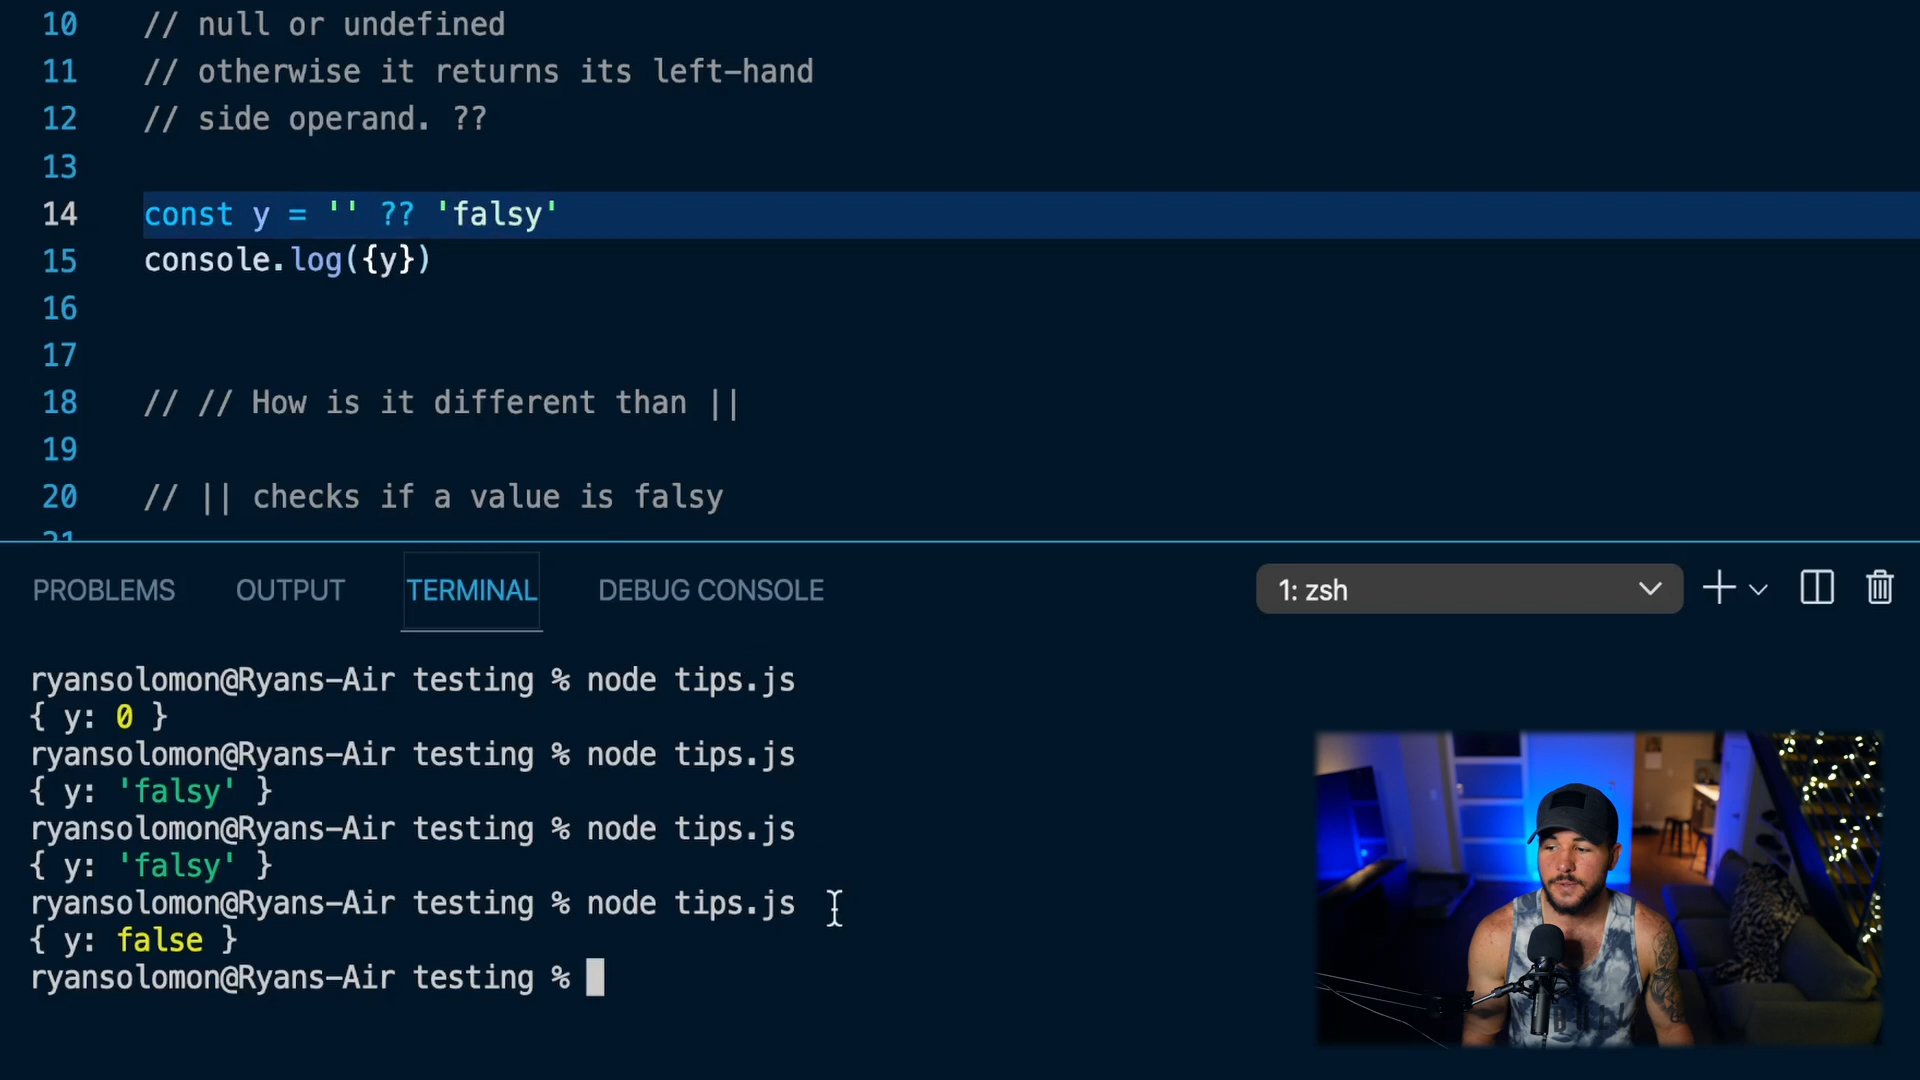 10 // null or undefined
11 // otherwise it returns its left-hand
12 // side operand. ??
13
14 const y = '' ?? 'falsy'
15 console.log({y})
16
17
18 // // How is it different than ||
19
20 // || checks if a value is falsy
21
PROBLEMS OUTPUT TERMINAL DEBUG CONSOLE 1: zsh
ryansolomon@Ryans-Air testing % node tips.js
{ y: 0 }
ryansolomon@Ryans-Air testing % node tips.js
{ y: 'falsy' }
ryansolomon@Ryans-Air testing % node tips.js
{ y: 'falsy' }
ryansolomon@Ryans-Air testing % node tips.js
{ y: false }
ryansolomon@Ryans-Air testing %